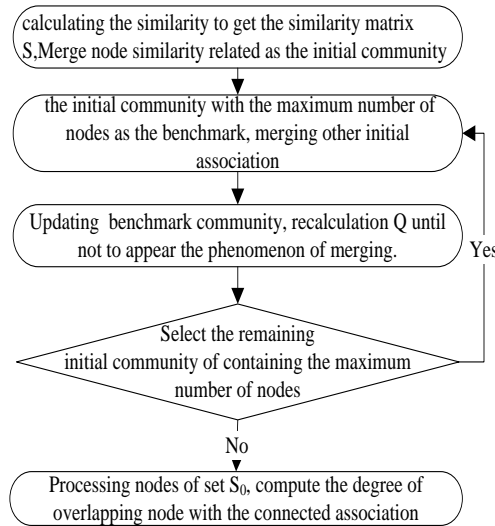 calculating the similarity to get the similarity matrix
S,Merge node similarity related as the initial community
the initial community with the maximum number of
nodes as the benchmark, merging other initial
association
Updating benchmark community, recalculation Q until
not to appear the phenomenon of merging.
Yes
Select the remaining
initial community of containing the maximum
number of nodes
No
Processing nodes of set S₀, compute the degree of
overlapping node with the connected association